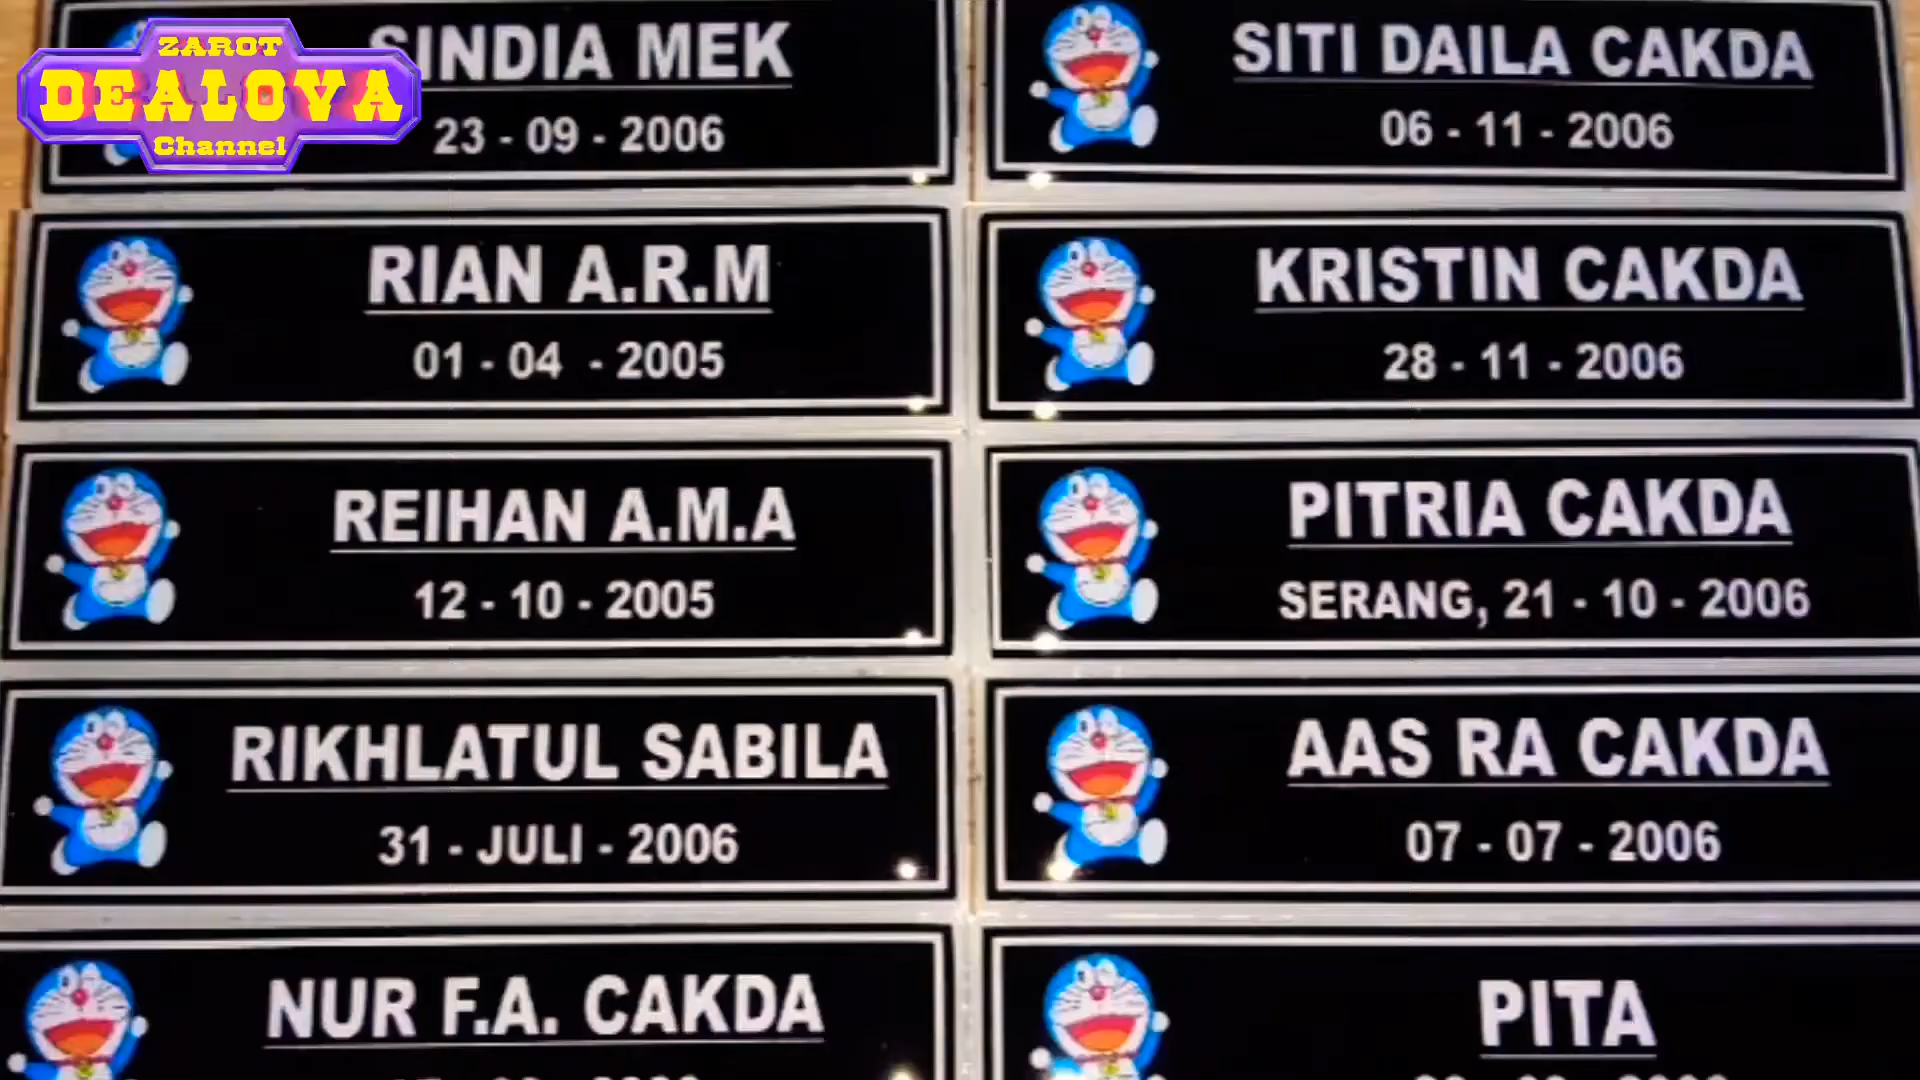 ZAROT
DEALOVA
Channel
SINDIA MEK
23 - 09 - 2006
SITI DAILA CAKDA
06 - 11 - 2006
RIAN A.R.M
01 - 04 - 2005
KRISTIN CAKDA
28 - 11 - 2006
REIHAN A.M.A
12 - 10 - 2005
PITRIA CAKDA
SERANG, 21 - 10 - 2006
RIKHLATUL SABILA
31 - JULI - 2006
AAS RA CAKDA
07 - 07 - 2006
NUR F.A. CAKDA
PITA